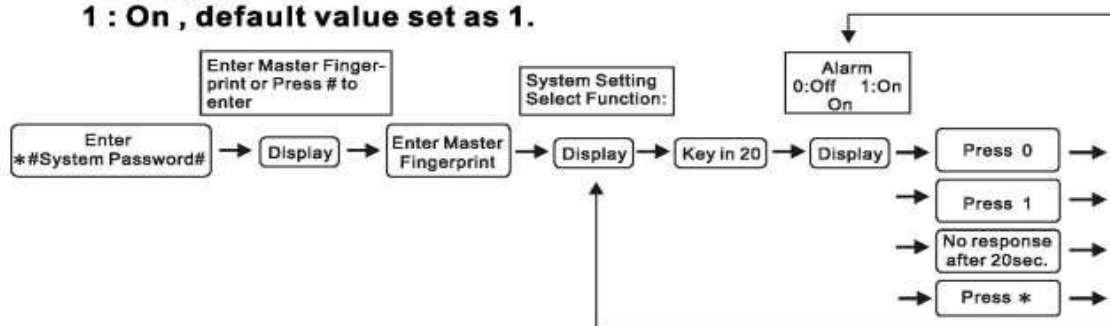 1 : On , default value set as 1.
Enter Master Finger-
print or Press # to
enter
System Setting
Select Function:
Alarm
0:Off 1:On
On
Enter
*#System Password#
Display
Enter Master
Fingerprint
Display
Key in 20
Display
Press 0
Press 1
No response
after 20sec.
Press *